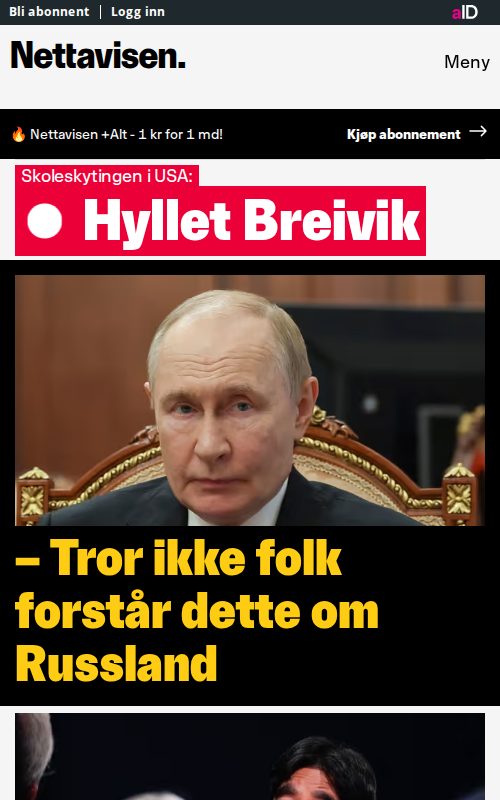 Bli abonnent | Logg inn
aID
Nettavisen.
Meny
🔥 Nettavisen +Alt - 1 kr for 1 md!
Kjøp abonnement →
Skoleskytingen i USA:
Hyllet Breivik
– Tror ikke folk
forstår dette om
Russland